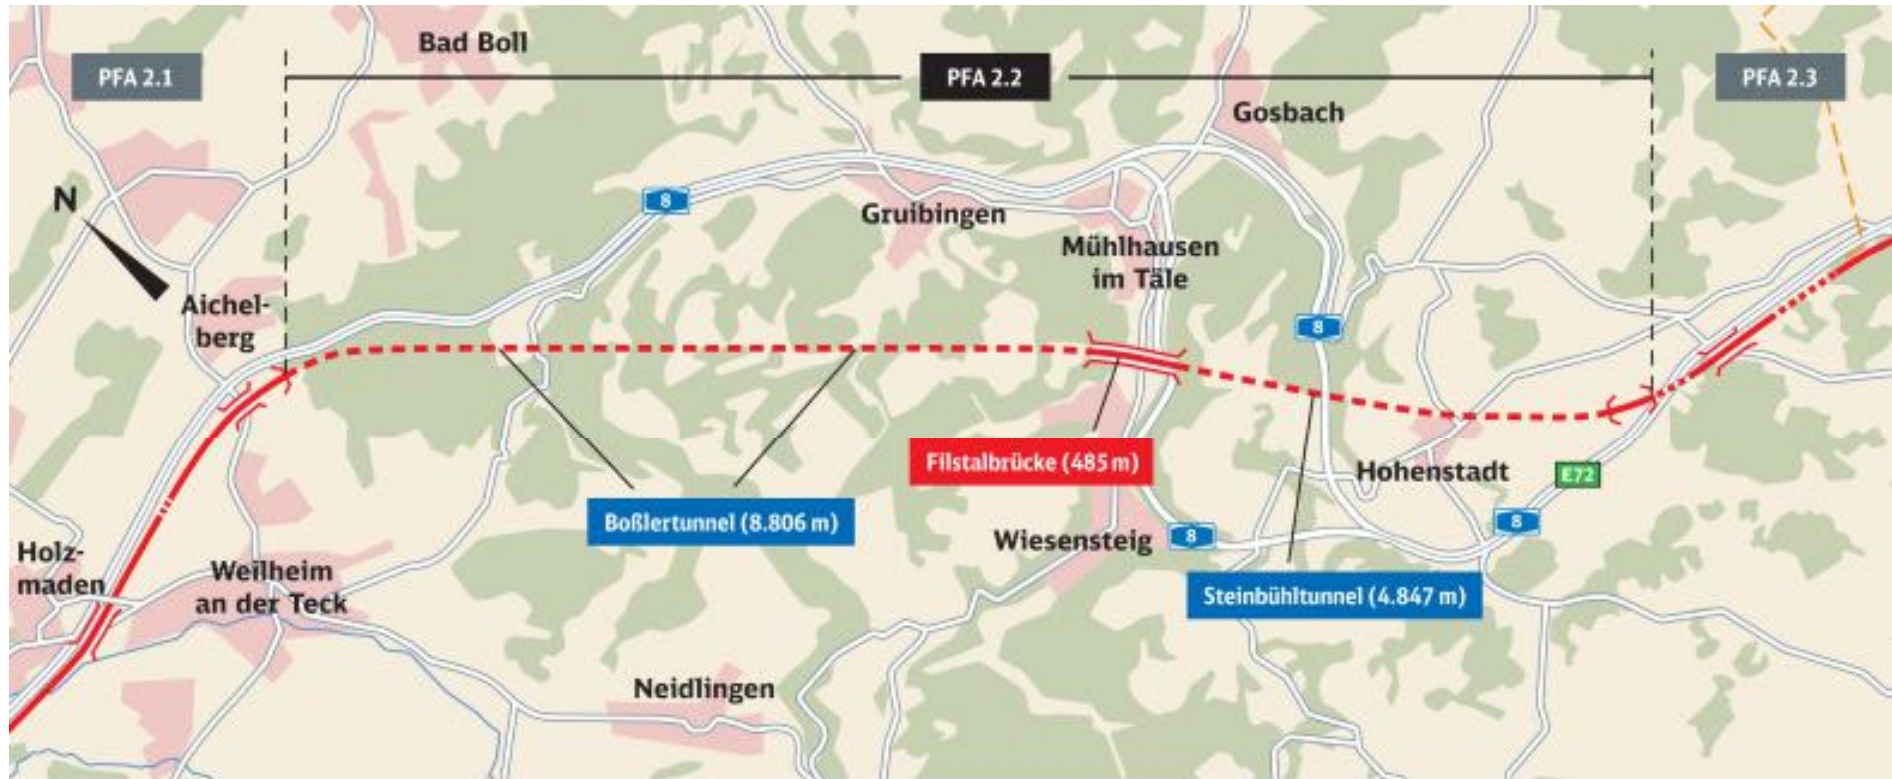 Bad Boll
PFA 2.1
PFA 2.2
PFA 2.3
Gosbach
N
8
Gruibingen
Mühlhausen
im Täle
Aichel-
berg
8
Filstalbrücke (485 m)
Hohenstadt
E72
Boßlertunnel (8.806 m)
8
Wiesensteig
8
Holz-
maden
Weilheim
an der Teck
Steinbühltunnel (4.847 m)
Neidlingen